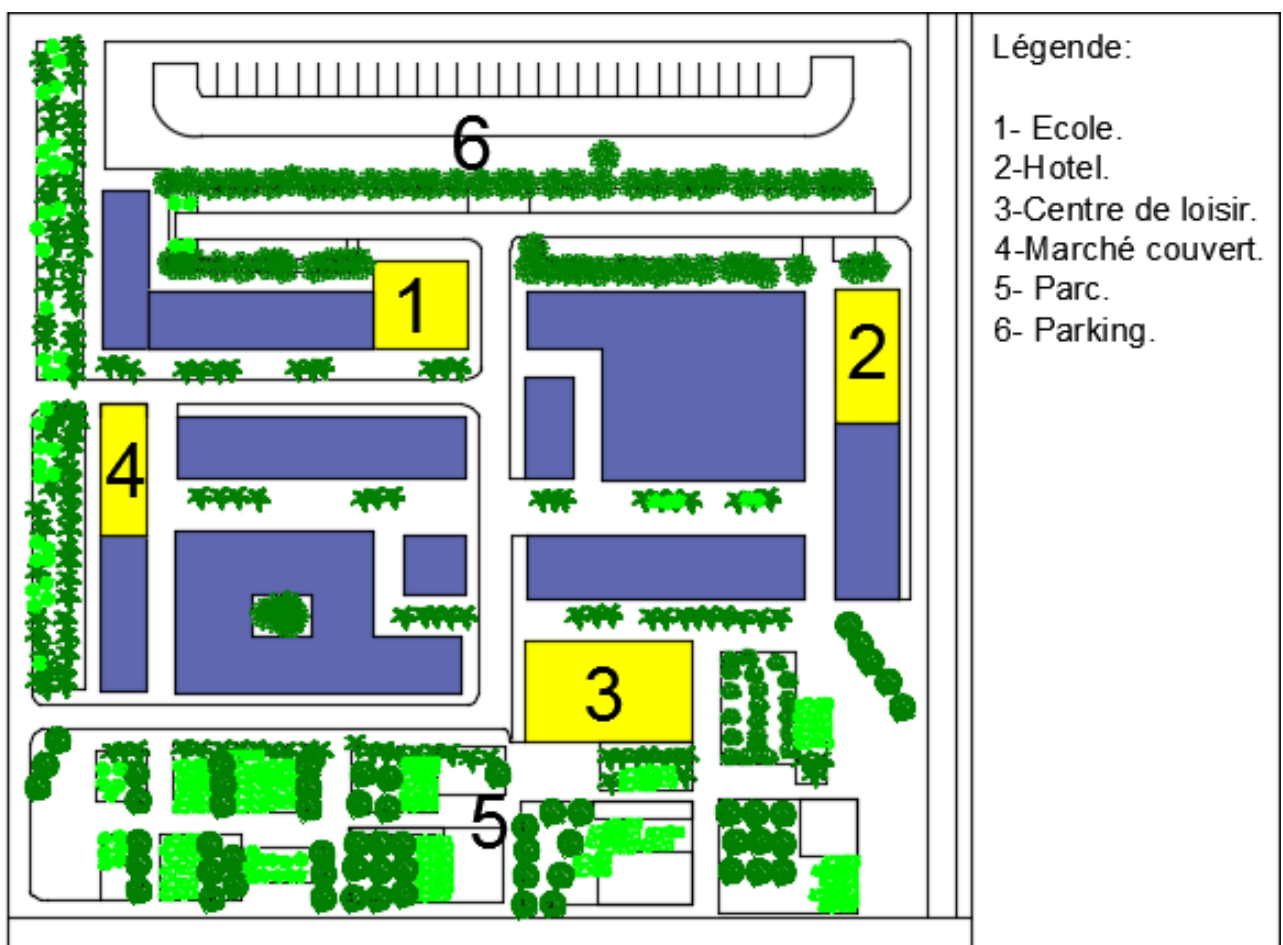 Légende:
1- Ecole.
2-Hotel.
3-Centre de loisir.
4-Marché couvert.
5- Parc.
6- Parking.
6
1
2
4
3
5